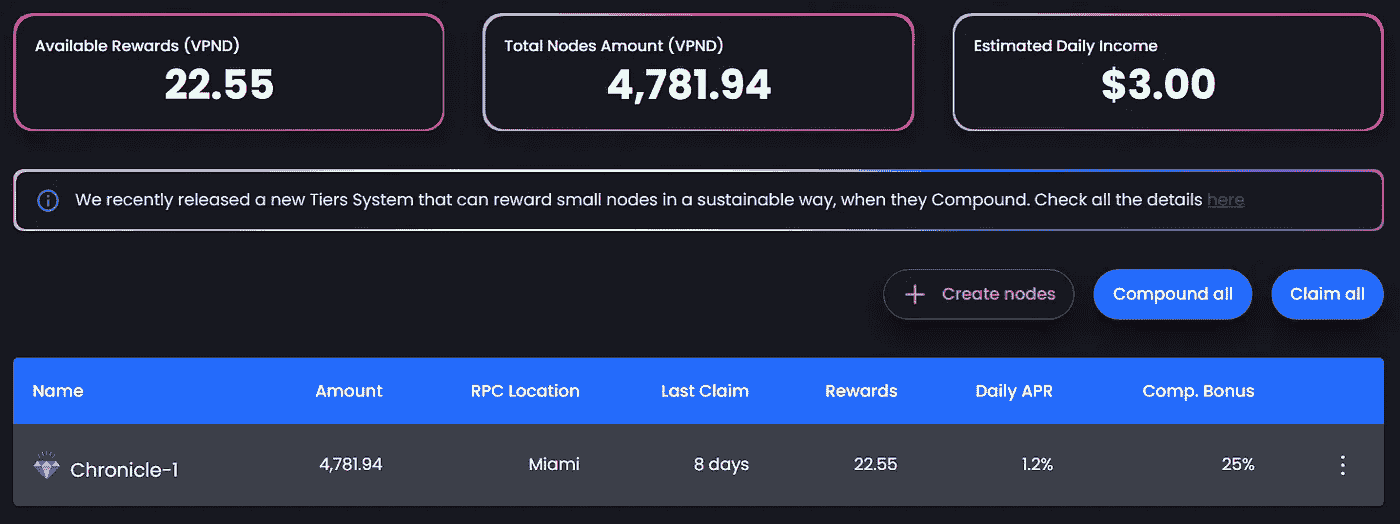 Available Rewards (VPND)
22.55
Total Nodes Amount (VPND)
4,781.94
Estimated Daily Income
$3.00
We recently released a new Tiers System that can reward small nodes in a sustainable way, when they Compound. Check all the details here
Create nodes
Compound all
Claim all
Name Amount RPC Location Last Claim Rewards Daily APR Comp. Bonus
Chronicle-1 4,781.94 Miami 8 days 22.55 1.2% 25%